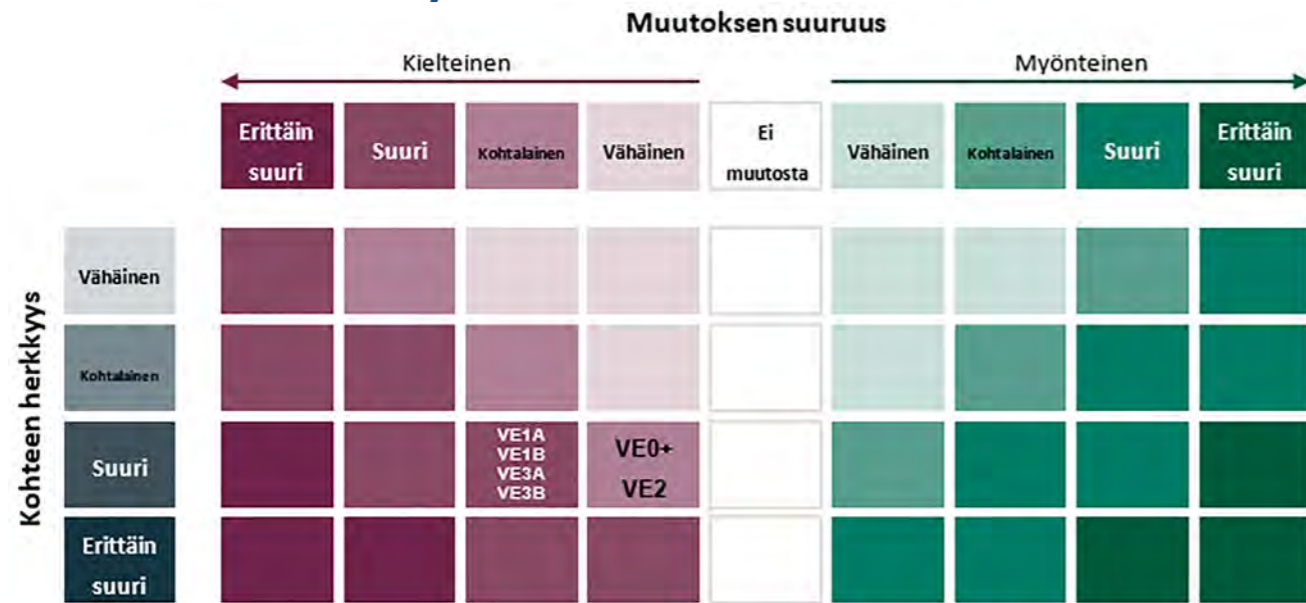 Muutoksen suuruus
Kielteinen
Myönteinen
Erittäin
suuri
Suuri
Kohtalainen
Vähäinen
Ei
muutosta
Vähäinen
Kohtalainen
Suuri
Erittäin
suuri
Kohteen herkkyys
Vähäinen
Kohtalainen
Suuri
VE1A
VE1B
VE3A
VE3B
VE0+
VE2
Erittäin
suuri